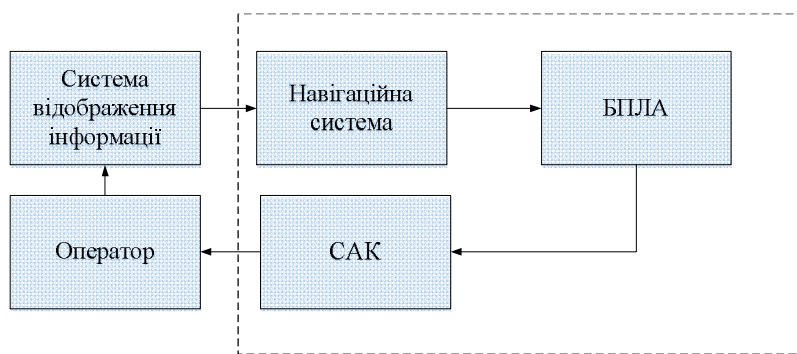 Система
відображення
інформації
Навігаційна
система
БПЛА
Оператор
САК